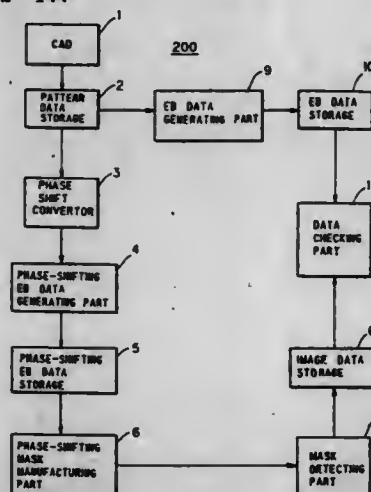 1
CAD
200
2
PATTEAR
DATA
STORAGE
9
EB DATA
GENERATING PART
EB DATA
STORAGE
3
PHASE
SHIFT
CONVERTOR
DATA
CHECKING
PART
4
PHASE-SHIFTING
EB DATA
GENERATING PART
5
PHASE-SHIFTING
EB DATA
STORAGE
IMAGE DATA
STORAGE
6
PHASE-SHIFTING
MASK
MANUFACTURING
PART
MASK
DETECTING
PART